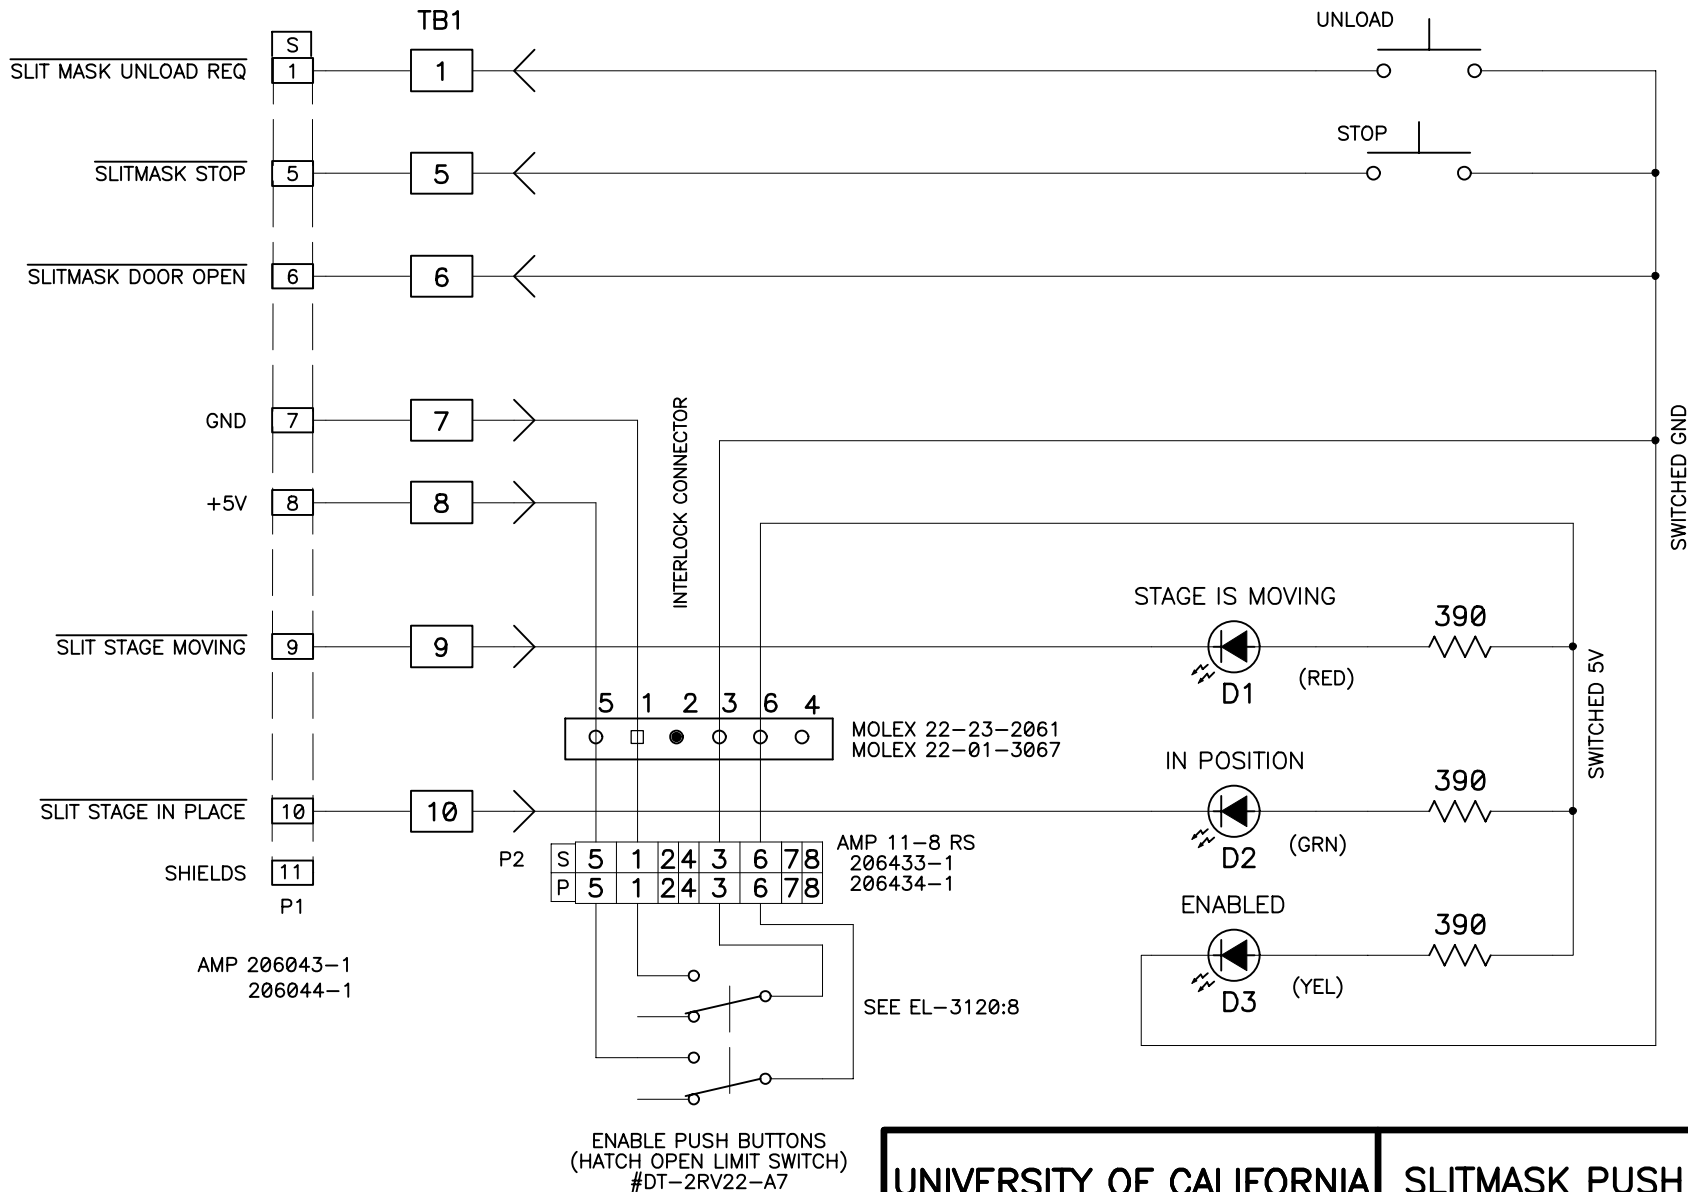 TB1
UNLOAD
S
SLIT MASK UNLOAD REQ 1 1
STOP
SLITMASK STOP 5 5
SLITMASK DOOR OPEN 6 6
GND 7 7
INTERLOCK CONNECTOR
SWITCHED GND
+5V 8 8
STAGE IS MOVING
390
SLIT STAGE MOVING 9 9
(RED)
D1
SWITCHED 5V
5 1 2 3 6 4
MOLEX 22-23-2061
MOLEX 22-01-3067
IN POSITION
390
SLIT STAGE IN PLACE 10 10
(GRN)
D2
P2
S 5 1 2 4 3 6 7 8
P 5 1 2 4 3 6 7 8
AMP 11-8 RS
206433-1
206434-1
SHIELDS 11
P1
ENABLED
390
(YEL)
D3
AMP 206043-1
206044-1
SEE EL-3120:8
ENABLE PUSH BUTTONS
(HATCH OPEN LIMIT SWITCH)
#DT-2RV22-A7
UNIVERSITY OF CALIFORNIA
SLITMASK PUSH